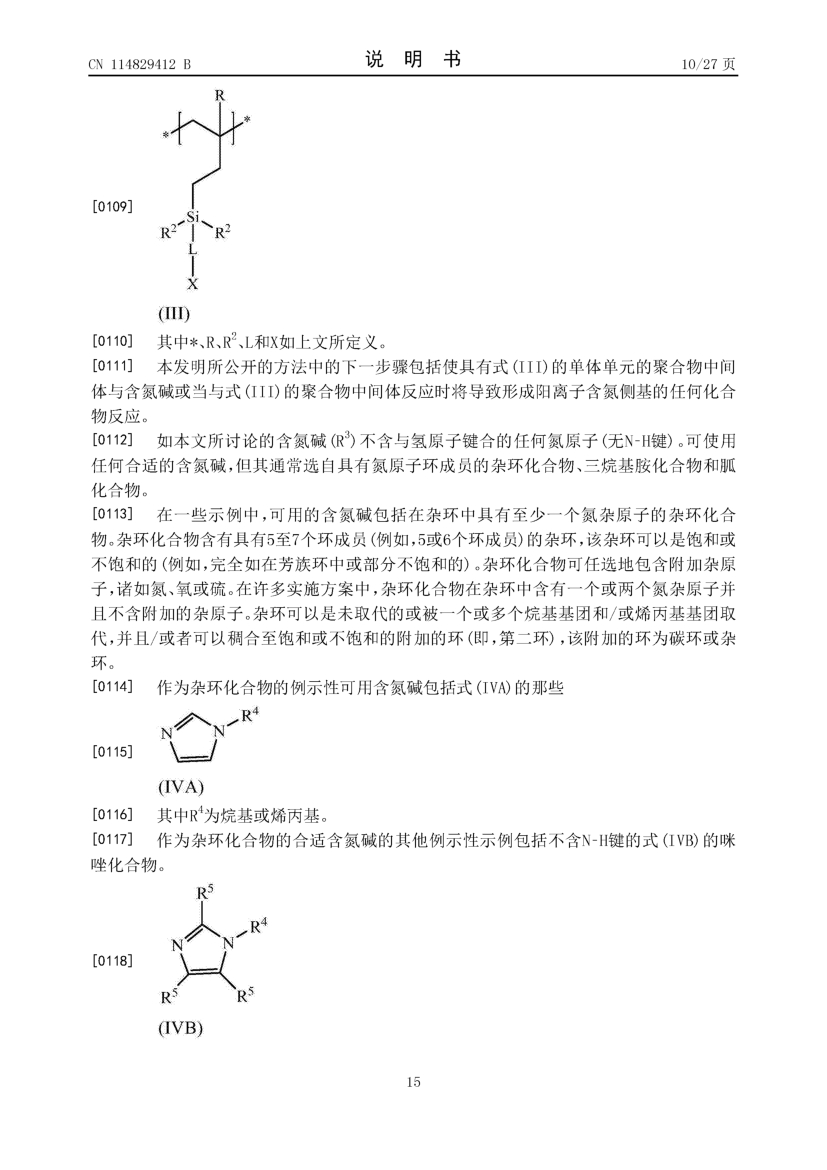 CN 114829412 B
说 明 书
10/27 页
R
* *
[0109]
Si
R² R²
L
X
(III)
[0110] 其中*、R、R²、L和X如上文所定义。
[0111] 本发明所公开的方法中的下一步骤包括使具有式(III)的单体单元的聚合物中间
体与含氮碱或当与式(III)的聚合物中间体反应时将导致形成阳离子含氮侧基的任何化合
物反应。
[0112] 如本文所讨论的含氮碱(R³)不含与氢原子键合的任何氮原子(无N-H键)。可使用
任何合适的含氮碱,但其通常选自具有氮原子环成员的杂环化合物、三烷基胺化合物和胍
化合物。
[0113] 在一些示例中,可用的含氮碱包括在杂环中具有至少一个氮杂原子的杂环化合
物。杂环化合物含有具有5至7个环成员(例如,5或6个环成员)的杂环,该杂环可以是饱和或
不饱和的(例如,完全如在芳族环中或部分不饱和的)。杂环化合物可任选地包含附加杂原
子,诸如氮、氧或硫。在许多实施方案中,杂环化合物在杂环中含有一个或两个氮杂原子并
且不含附加的杂原子。杂环可以是未取代的或被一个或多个烷基基团和/或烯丙基基团取
代,并且/或者可以稠合至饱和或不饱和的附加的环(即,第二环),该附加的环为碳环或杂
环。
[0114] 作为杂环化合物的例示性可用含氮碱包括式(IVA)的那些
R⁴
N N
[0115]
(IVA)
[0116] 其中R⁴为烷基或烯丙基。
[0117] 作为杂环化合物的合适含氮碱的其他例示性示例包括不含N-H键的式(IVB)的咪
唑化合物。
R⁵
R⁴
N N
[0118]
R⁵ R⁵
(IVB)
15